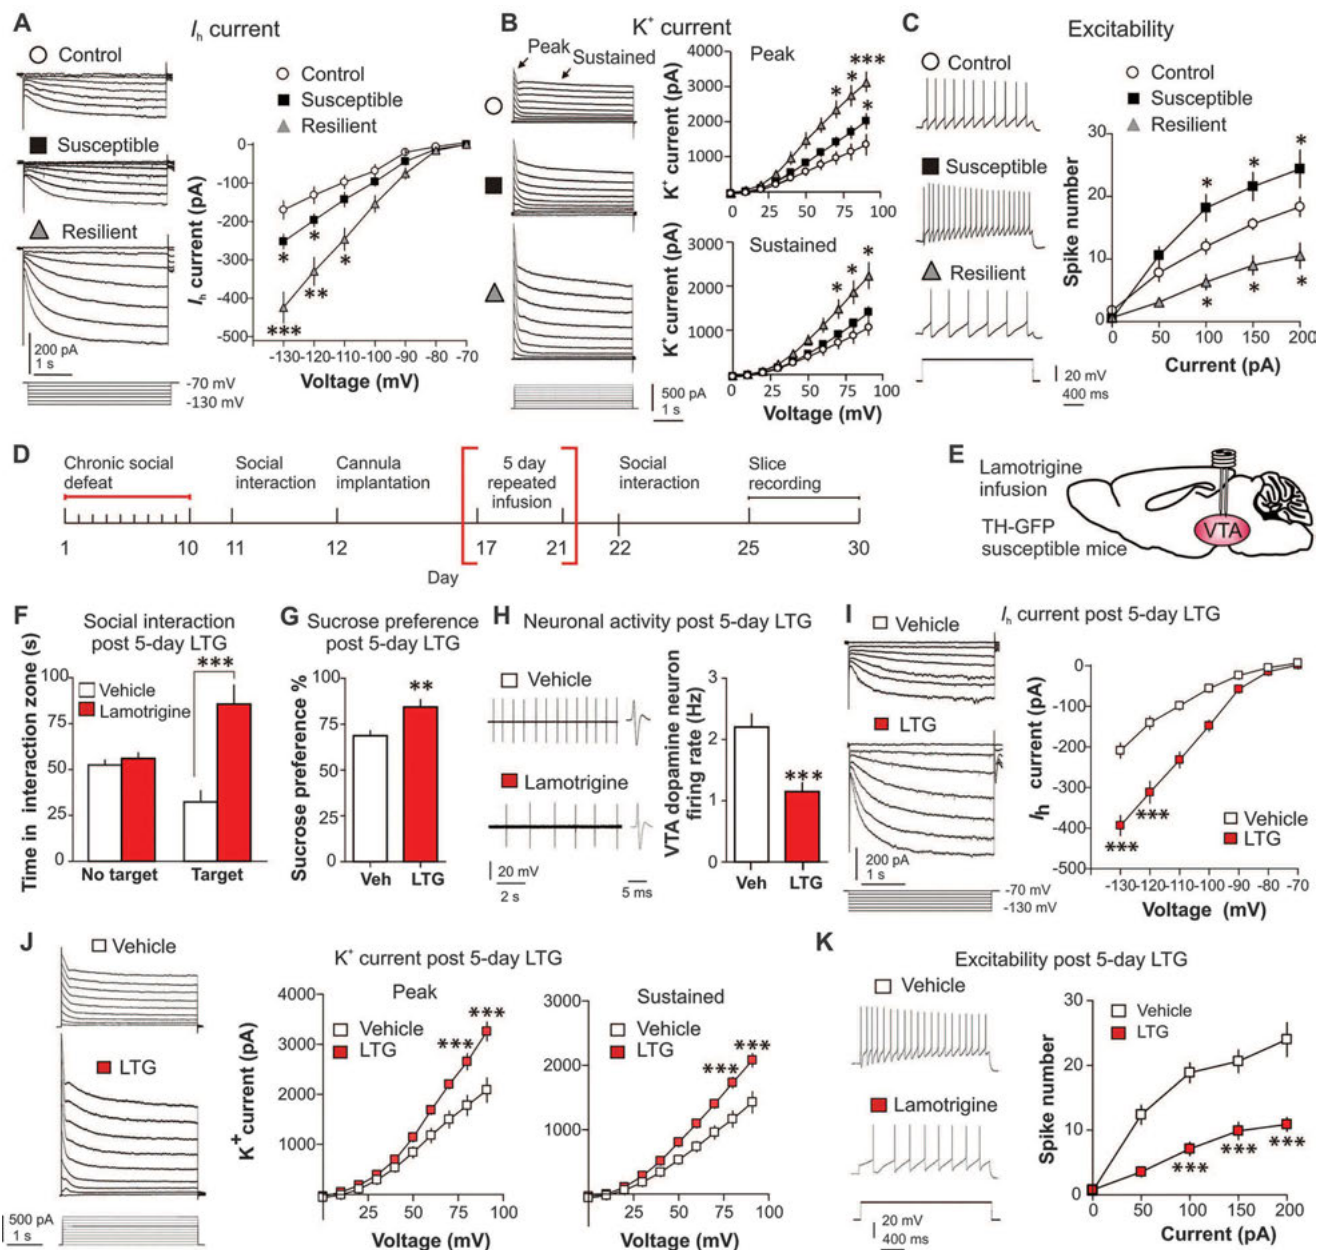 A
I_h current
Control
Susceptible
Resilient
Control
Susceptible
Resilient
0
-100
-200
-300
-400
-500
I_h current (pA)
*
*
*
**
***
-130
-120
-110
-100
-90
-80
-70
Voltage (mV)
200 pA
1 s
-70 mV
-130 mV
B
K⁺ current
Peak
Sustained
4000
3000
2000
1000
K⁺ current (pA)
Peak
*
*
***
*
0
25
50
75
100
3000
2000
1000
K⁺ current (pA)
Sustained
*
*
*
0
25
50
75
100
Voltage (mV)
500 pA
1 s
C
Excitability
Control
Susceptible
Resilient
Control
Susceptible
Resilient
30
20
10
0
Spike number
*
*
*
*
*
*
0
50
100
150
200
Current (pA)
20 mV
400 ms
D
Chronic social
defeat
Social
interaction
Cannula
implantation
5 day
repeated
infusion
Social
interaction
Slice
recording
1
10
11
12
17
21
22
25
30
Day
E
Lamotrigine
infusion
TH-GFP
susceptible mice
VTA
F
Social interaction
post 5-day LTG
Time in interaction zone (s)
100
75
50
25
0
Vehicle
Lamotrigine
***
No target
Target
G
Sucrose preference
post 5-day LTG
Sucrose preference %
100
75
50
25
0
**
Veh
LTG
H
Neuronal activity post 5-day LTG
Vehicle
Lamotrigine
20 mV
2 s
5 ms
VTA dopamine neuron
firing rate (Hz)
3
2
1
0
***
Veh
LTG
I
I_h current post 5-day LTG
Vehicle
LTG
200 pA
1 s
-70 mV
-130 mV
I_h current (pA)
0
-100
-200
-300
-400
-500
***
***
Vehicle
LTG
-130
-120
-110
-100
-90
-80
-70
Voltage (mV)
J
K⁺ current post 5-day LTG
Vehicle
LTG
500 pA
1 s
K⁺ current (pA)
4000
3000
2000
1000
Peak
Vehicle
LTG
***
***
25
50
75
100
Voltage (mV)
3000
2000
1000
Sustained
Vehicle
LTG
***
***
25
50
75
100
Voltage (mV)
K
Excitability post 5-day LTG
Vehicle
Lamotrigine
20 mV
400 ms
Spike number
30
20
10
0
Vehicle
LTG
***
***
***
0
50
100
150
200
Current (pA)